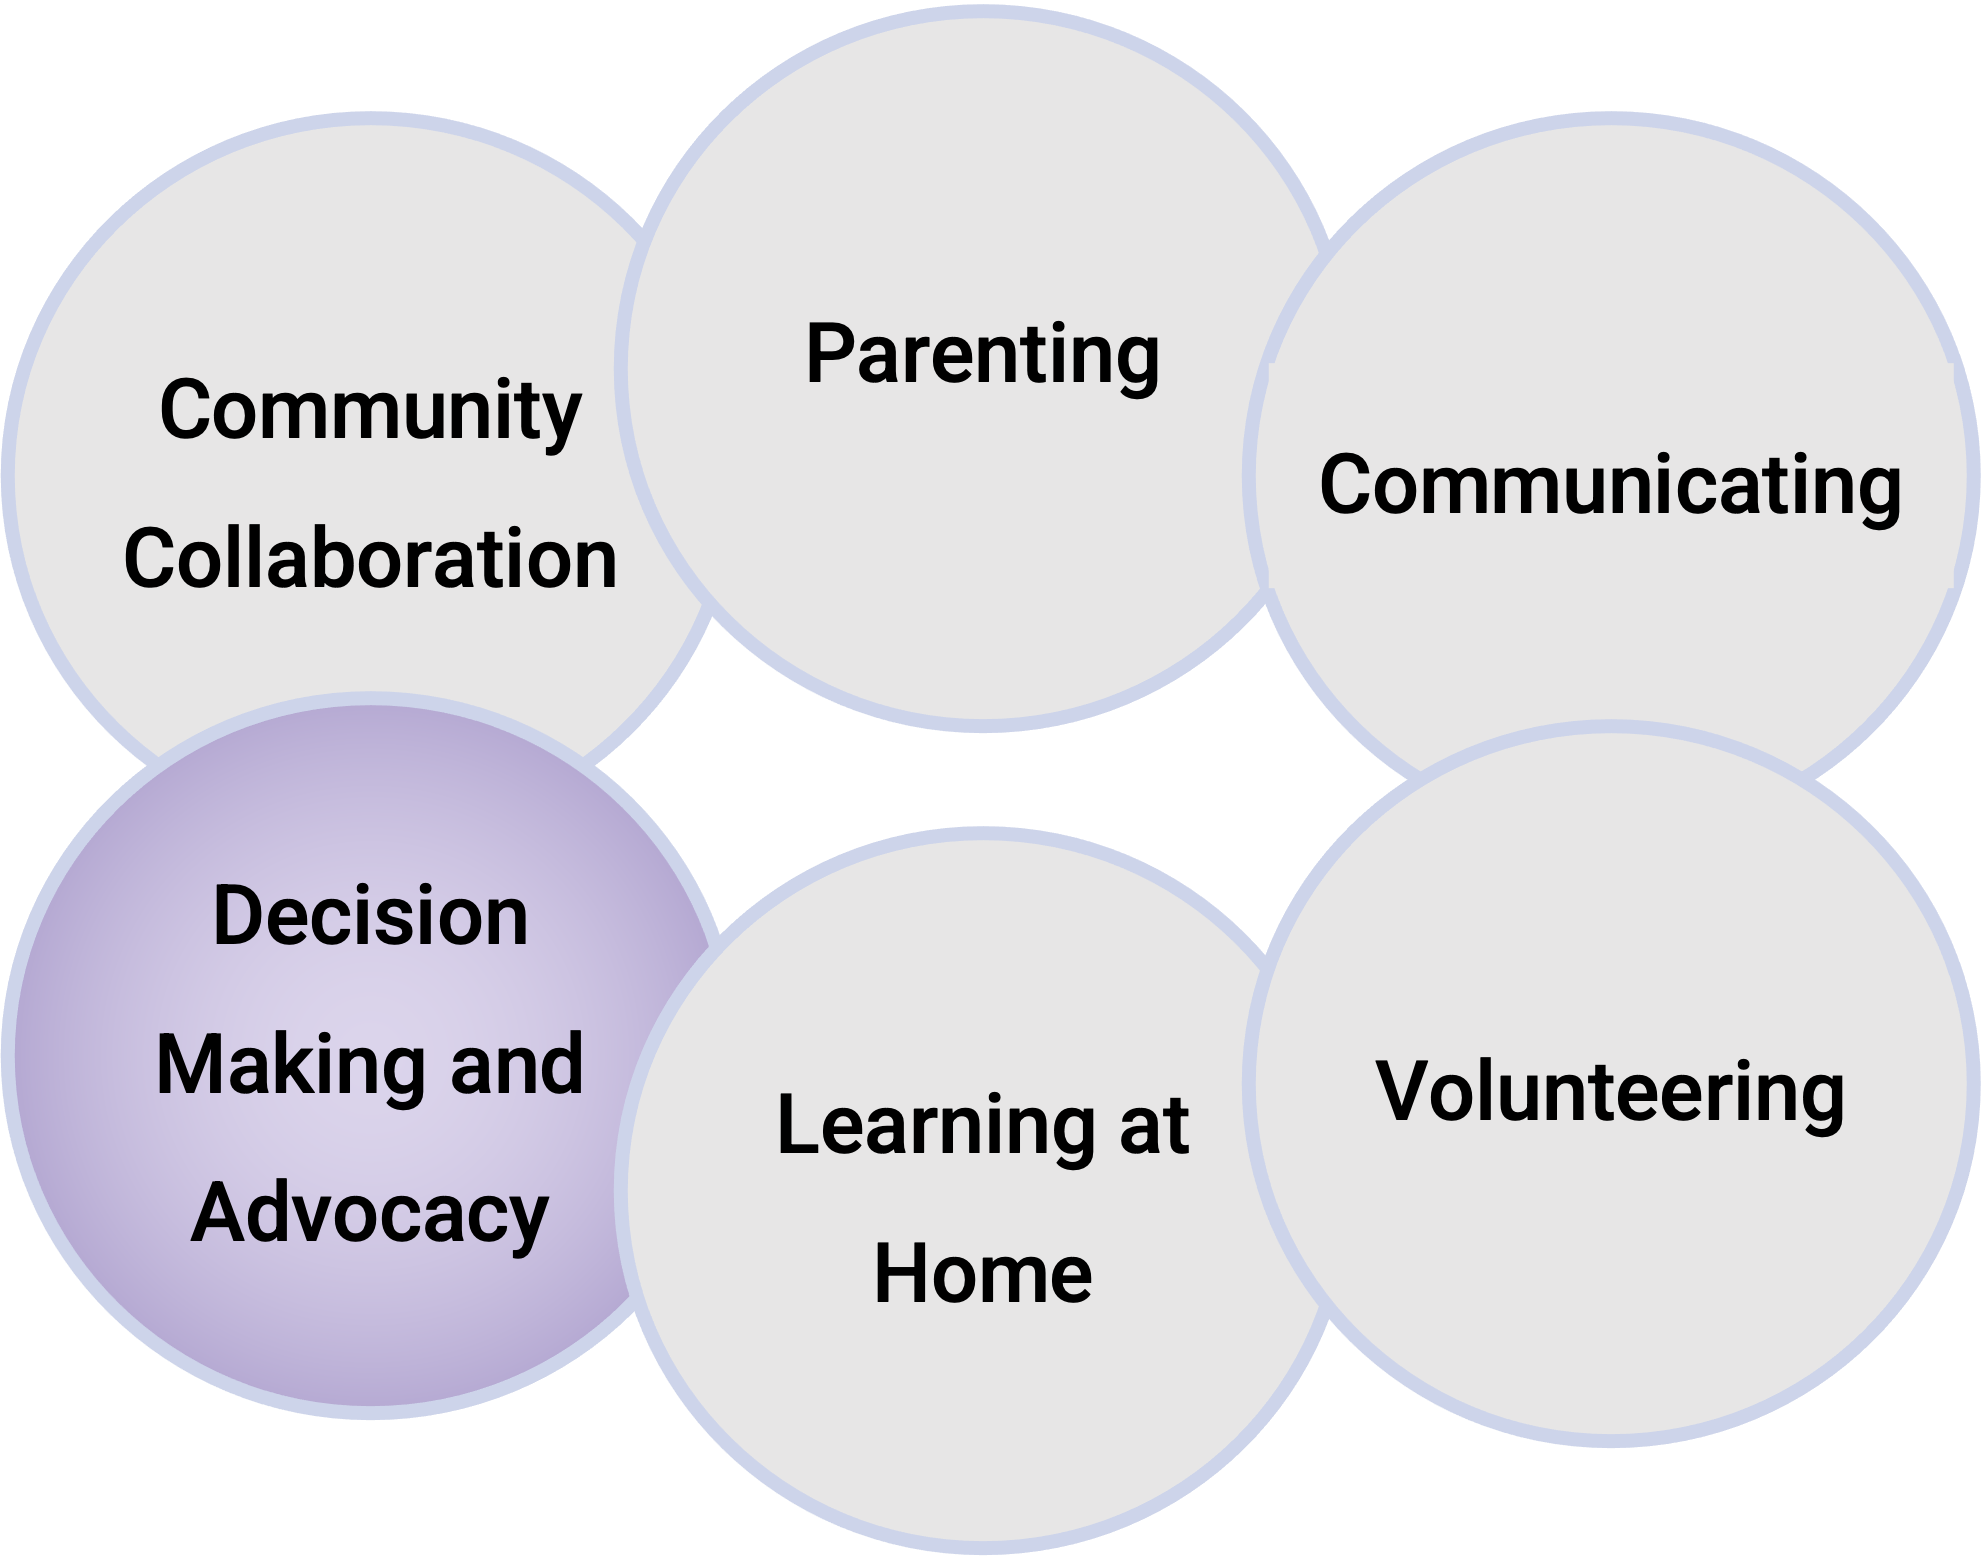 Parenting
Community
Collaboration
Communicating
Decision
Making and
Advocacy
Learning at
Home
Volunteering